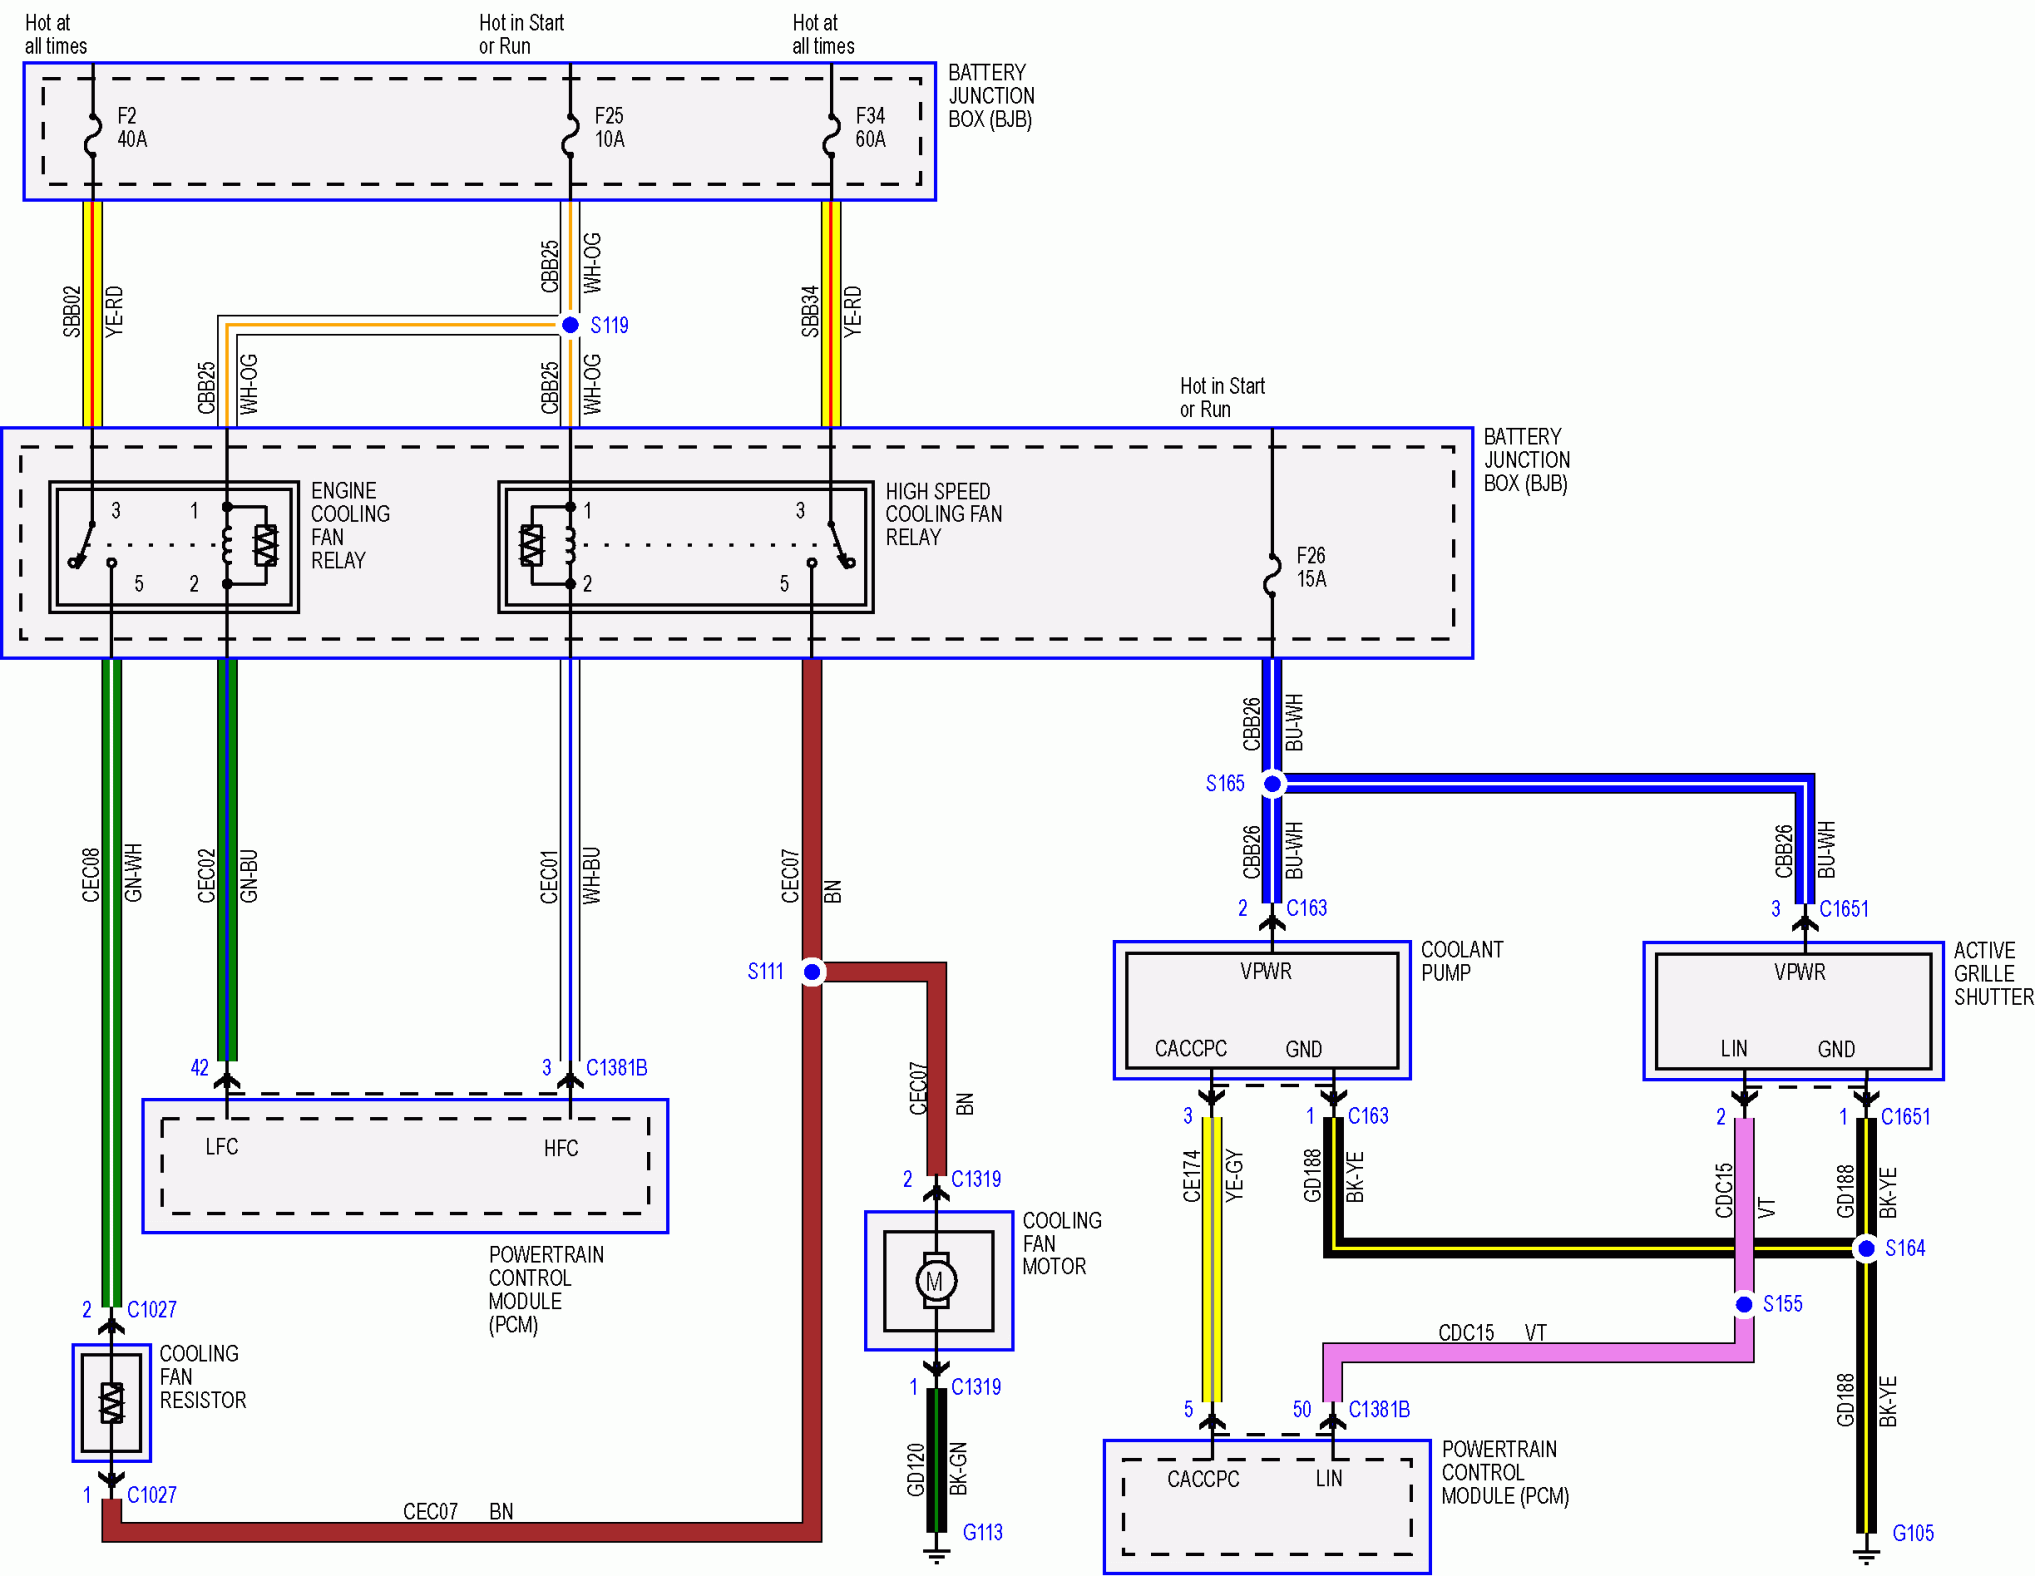 Hot at
all times
Hot in Start
or Run
Hot at
all times
BATTERY
JUNCTION
BOX (BJB)
F2
40A
F25
10A
F34
60A
SBB02
YE-RD
CBB25
WH-OG
SBB34
YE-RD
S119
CBB25
WH-OG
CBB25
WH-OG
Hot in Start
or Run
BATTERY
JUNCTION
BOX (BJB)
3
1
5
2
ENGINE
COOLING
FAN
RELAY
1
3
2
5
HIGH SPEED
COOLING FAN
RELAY
F26
15A
CBB26
BU-WH
S165
CBB26
BU-WH
CBB26
BU-WH
CEC08
GN-WH
CEC02
GN-BU
CEC01
WH-BU
CEC07
BN
2
C163
3
C1651
COOLANT
PUMP
VPWR
CACCPC
GND
ACTIVE
GRILLE
SHUTTER
VPWR
LIN
GND
S111
42
3
C1381B
LFC
HFC
POWERTRAIN
CONTROL
MODULE
(PCM)
CEC07
BN
3
1
C163
2
1
C1651
CE174
YE-GY
GD188
BK-YE
CDC15
VT
GD188
BK-YE
2
C1319
COOLING
FAN
MOTOR
M
1
C1319
S164
S155
CDC15 VT
2
C1027
COOLING
FAN
RESISTOR
1
C1027
CEC07 BN
GD120
BK-GN
G113
GD188
BK-YE
G105
5
50
C1381B
CACCPC
LIN
POWERTRAIN
CONTROL
MODULE (PCM)